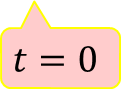 t = 0